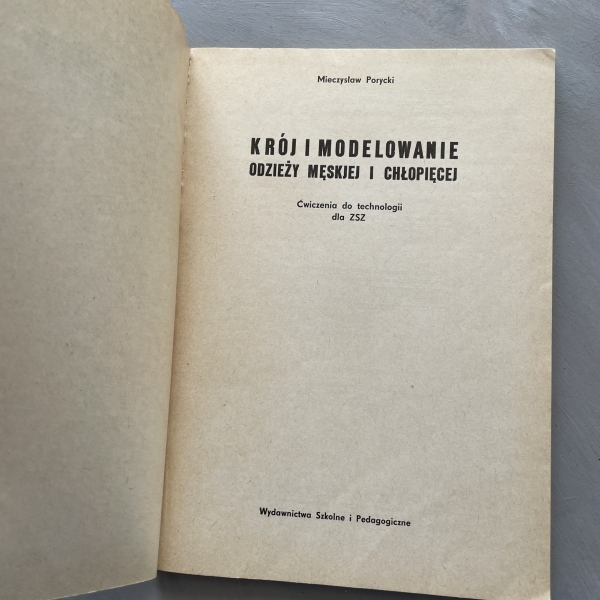 Mieczysław Porycki
KRÓJ I MODELOWANIE
ODZIEŻY MĘSKIEJ I CHŁOPIĘCEJ
Ćwiczenia do technologii
dla ZSZ
Wydawnictwa Szkolne i Pedagogiczne